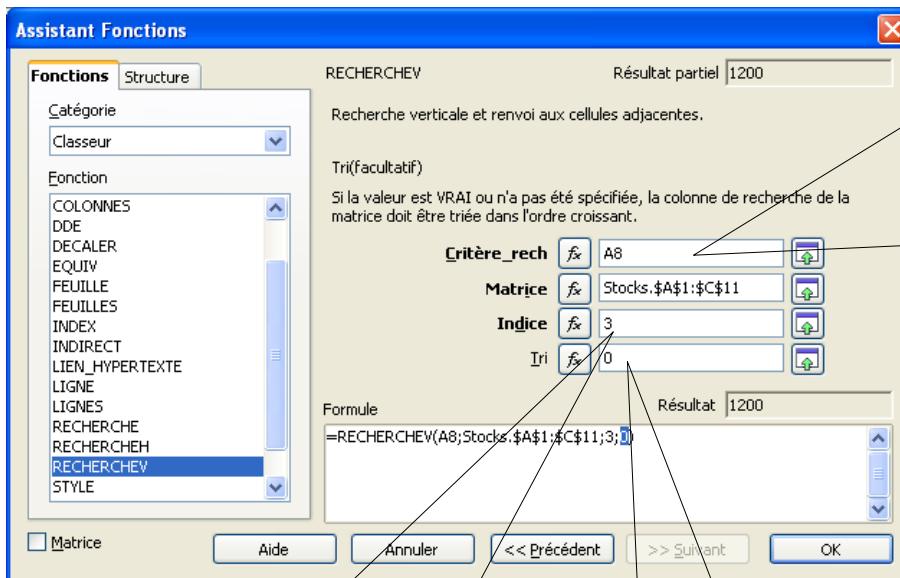 Assistant Fonctions
Fonctions
Structure
Catégorie
Classeur
Fonction
COLONNES
DDE
DECALER
EQUIV
FEUILLE
FEUILLES
INDEX
INDIRECT
LIEN_HYPERTEXTE
LIGNE
LIGNES
RECHERCHE
RECHERCHEH
RECHERCHEV
STYLE
RECHERCHEV
Résultat partiel 1200
Recherche verticale et renvoi aux cellules adjacentes.
Tri(facultatif)
Si la valeur est VRAI ou n'a pas été spécifiée, la colonne de recherche de la
matrice doit être triée dans l'ordre croissant.
Critère_rech fx A8
Matrice fx Stocks.$A$1:$C$11
Indice fx 3
Tri fx 0
Formule
Résultat 1200
=RECHERCHEV(A8;Stocks.$A$1:$C$11;3;0)
Matrice
Aide
Annuler
<< Précédent
>> Suivant
OK